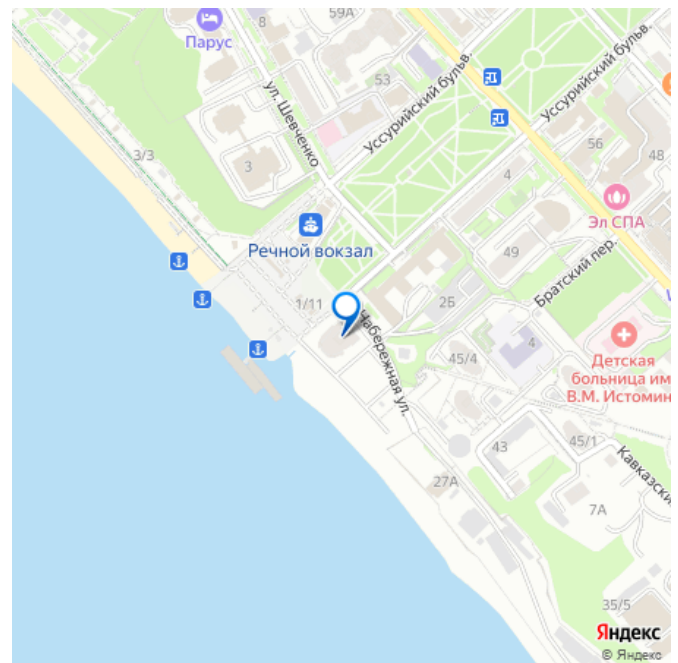 59А
8
Парус
53
Уссурийский бульв.
Уссурийский бульв.
ул. Шевченко
3/3
3
56
48
4
Эл СПА
Речной вокзал
49
Братский пер.
1/11
2Б
Набережная ул.
45/4
4
Детская
больница им
В.М. Истомин
43
45/1
Кавказский
27А
7А
35/5
Яндекс
© Яндекс